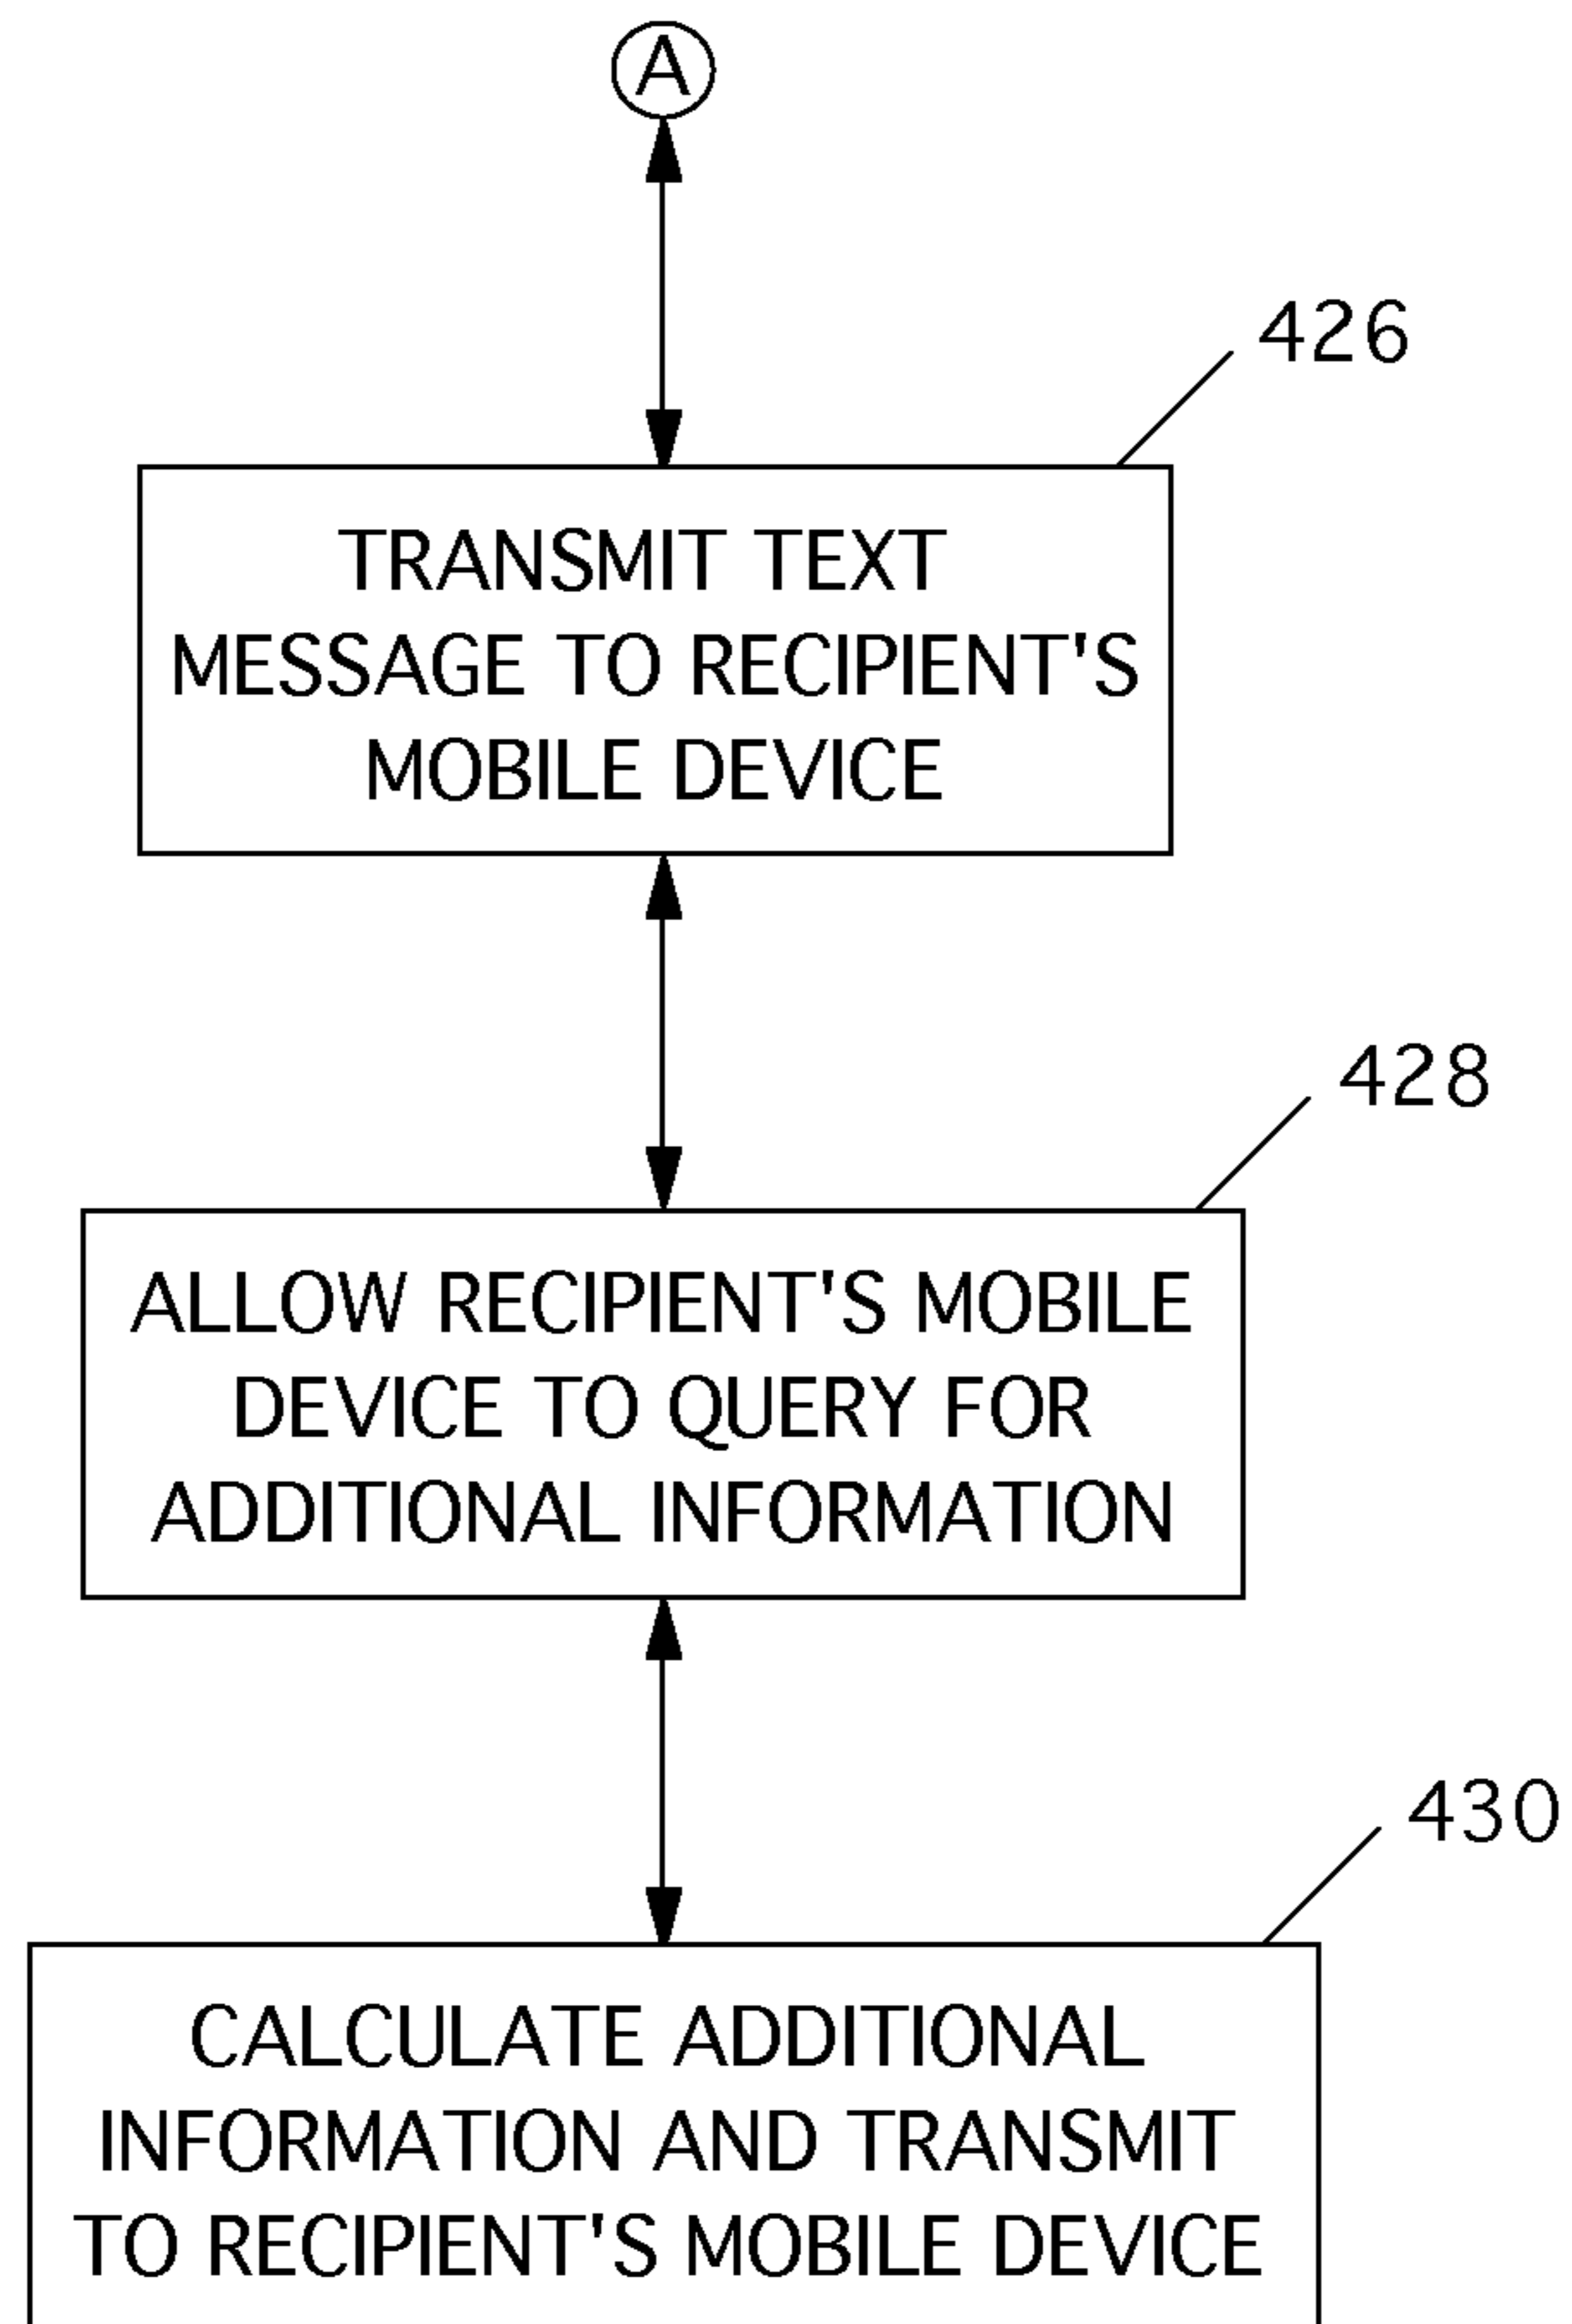 A
426
TRANSMIT TEXT
MESSAGE TO RECIPIENT'S
MOBILE DEVICE
428
ALLOW RECIPIENT'S MOBILE
DEVICE TO QUERY FOR
ADDITIONAL INFORMATION
430
CALCULATE ADDITIONAL
INFORMATION AND TRANSMIT
TO RECIPIENT'S MOBILE DEVICE